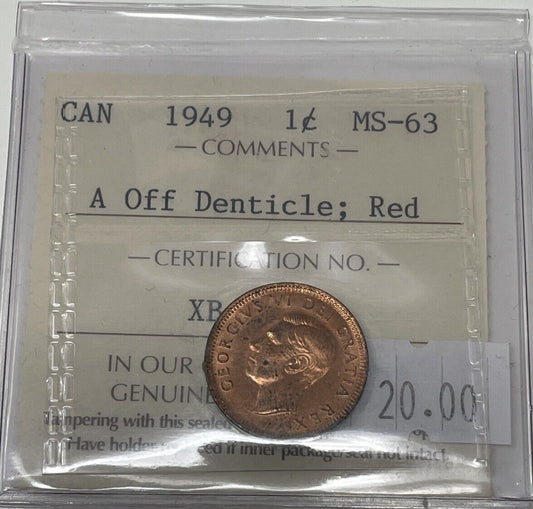 CAN 1949 1¢ MS-63
— COMMENTS —
A Off Denticle; Red
— CERTIFICATION NO. —
XB
GEORGIVS VI DEI GRATIA REX
IN OUR
GENUINE
20.00
Tampering with this sealed
Have holder if inner package/seal not intact